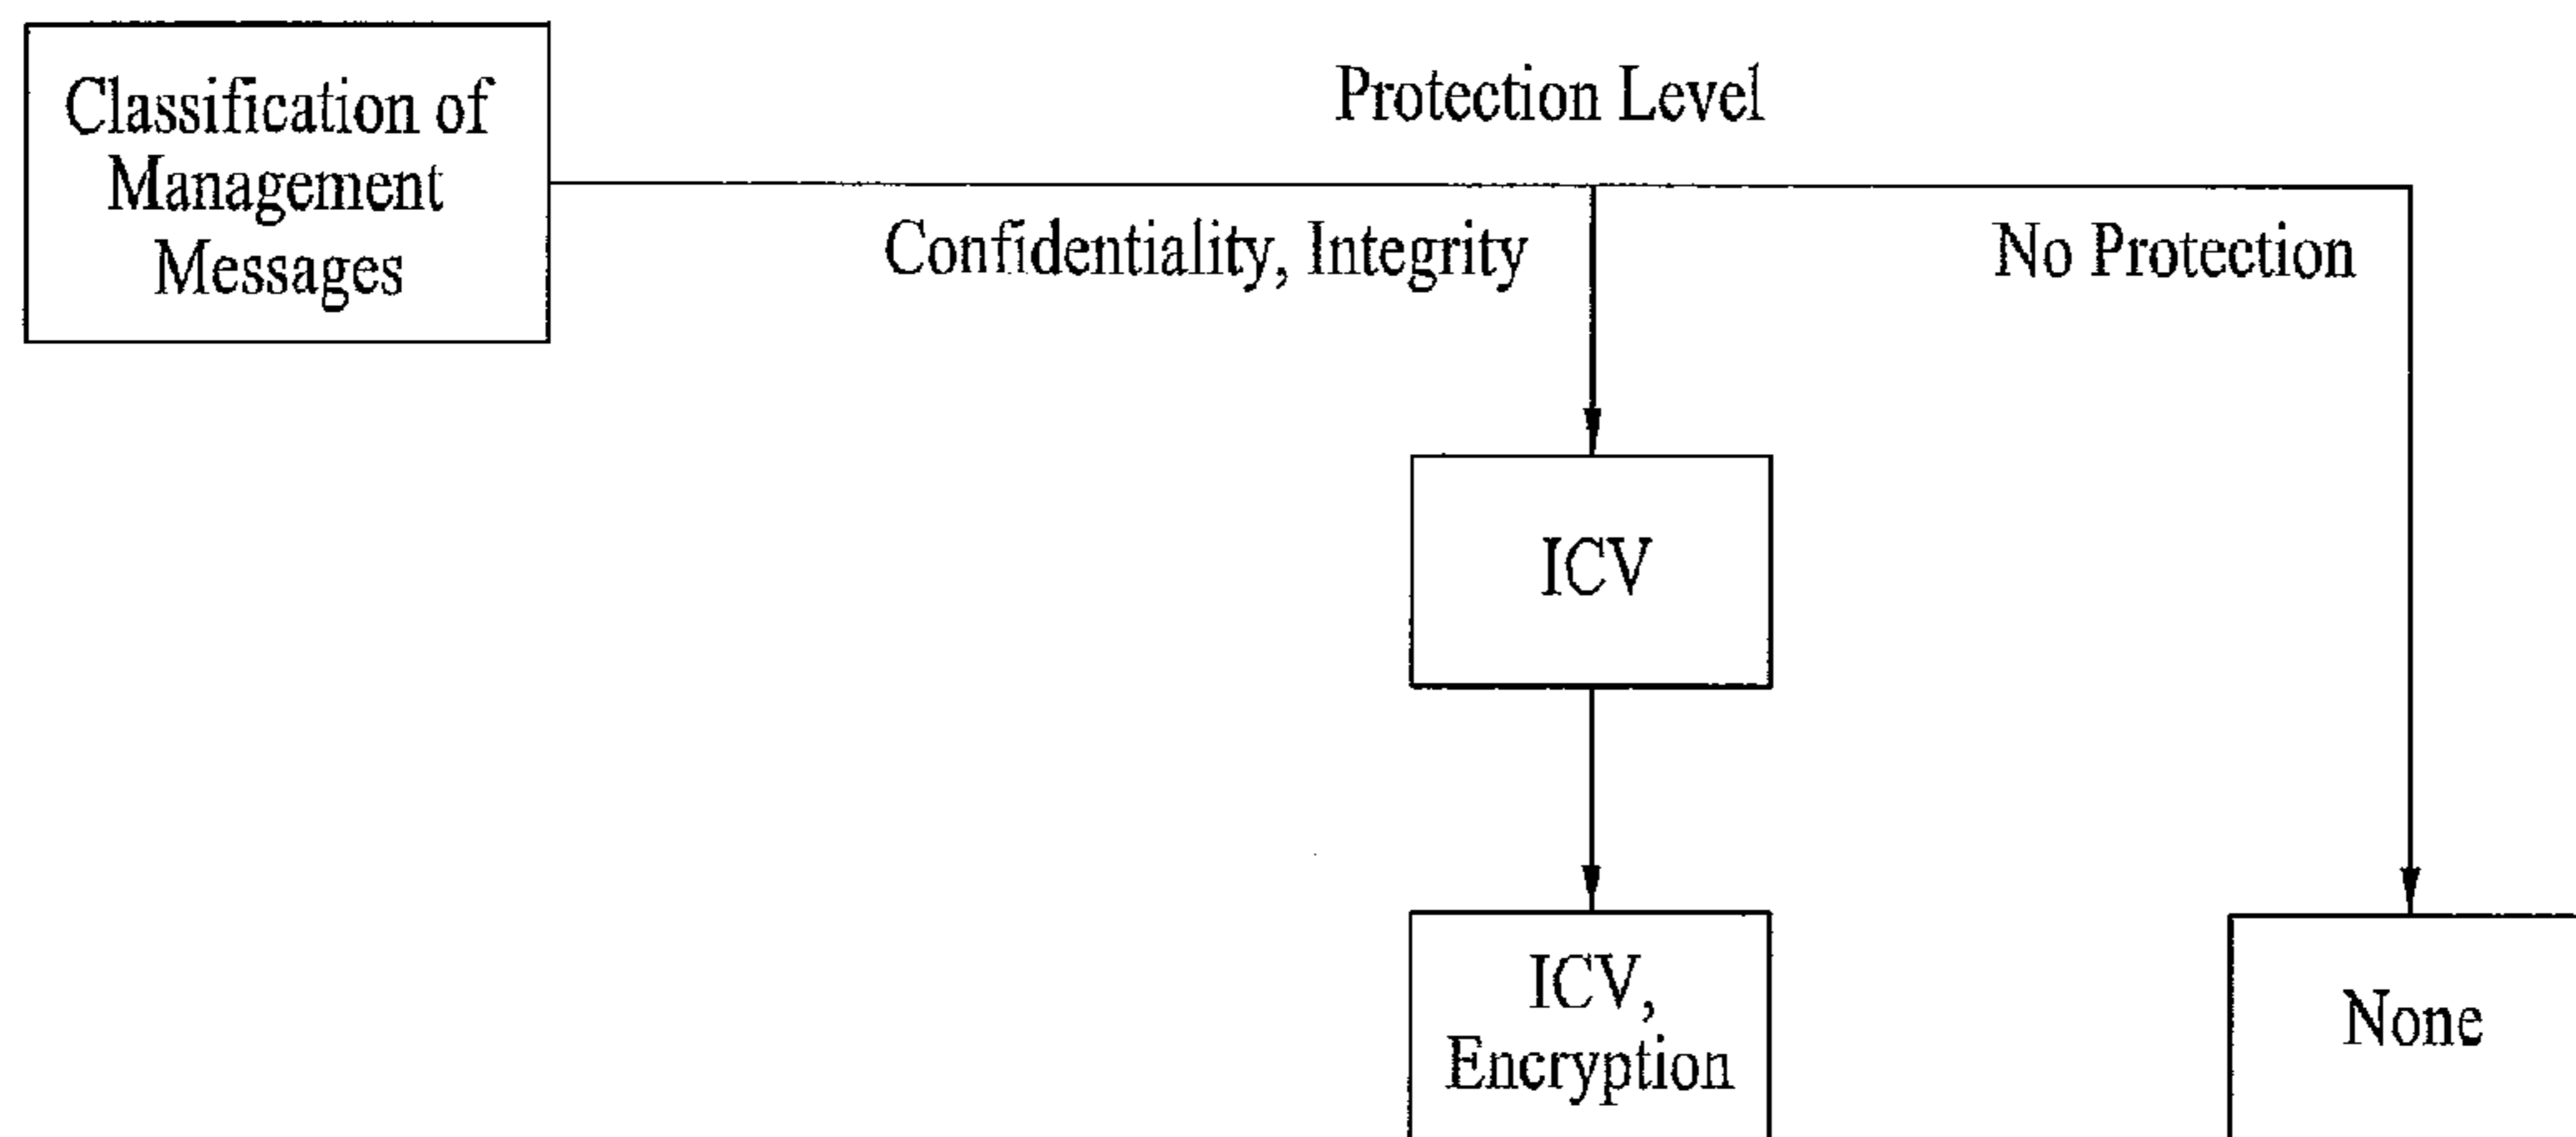 Classification of
Management
Messages
Protection Level
Confidentiality, Integrity
No Protection
ICV
ICV,
Encryption
None